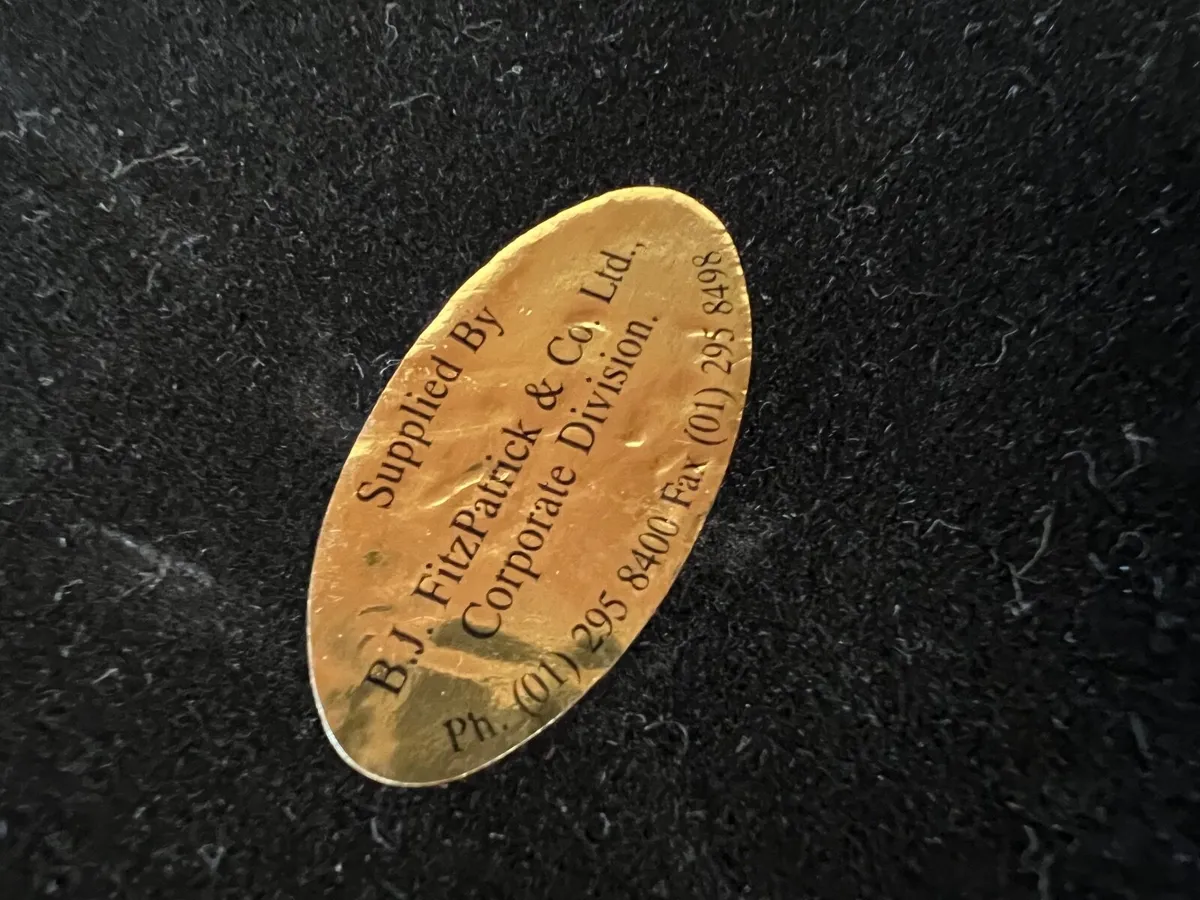 Supplied By
B.J. FitzPatrick & Co. Ltd.,
Corporate Division.
Ph. (01) 295 8400 Fax (01) 295 8498